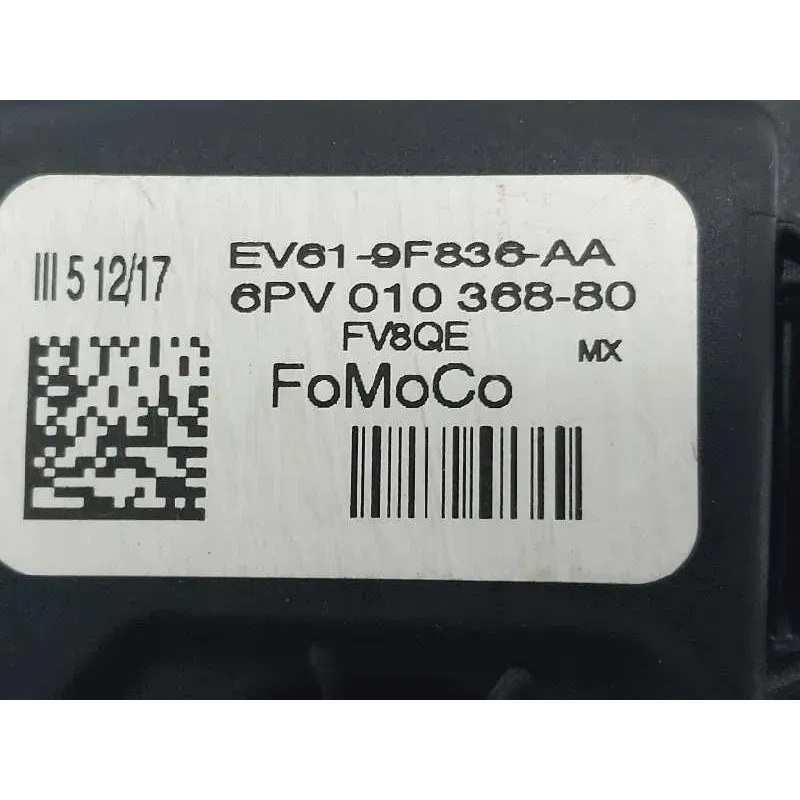 III 5 12/17
EV61-9F836-AA
6PV 010 368-80
FV8QE
MX
FoMoCo